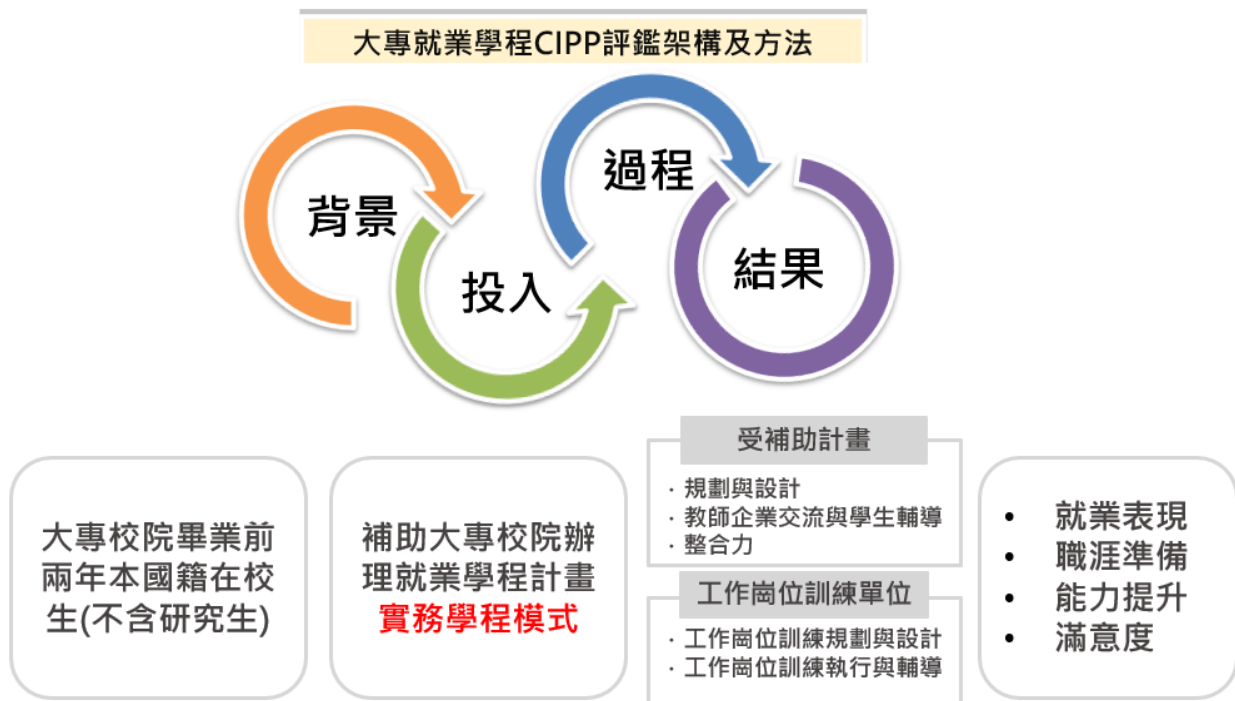 大專就業學程CIPP評鑑架構及方法
背景
投入
過程
結果
大專校院畢業前
兩年本國籍在校
生(不含研究生)
補助大專校院辦
理就業學程計畫
實務學程模式
受補助計畫
· 規劃與設計
· 教師企業交流與學生輔導
· 整合力
工作崗位訓練單位
· 工作崗位訓練規劃與設計
· 工作崗位訓練執行與輔導
• 就業表現
• 職涯準備
• 能力提升
• 滿意度